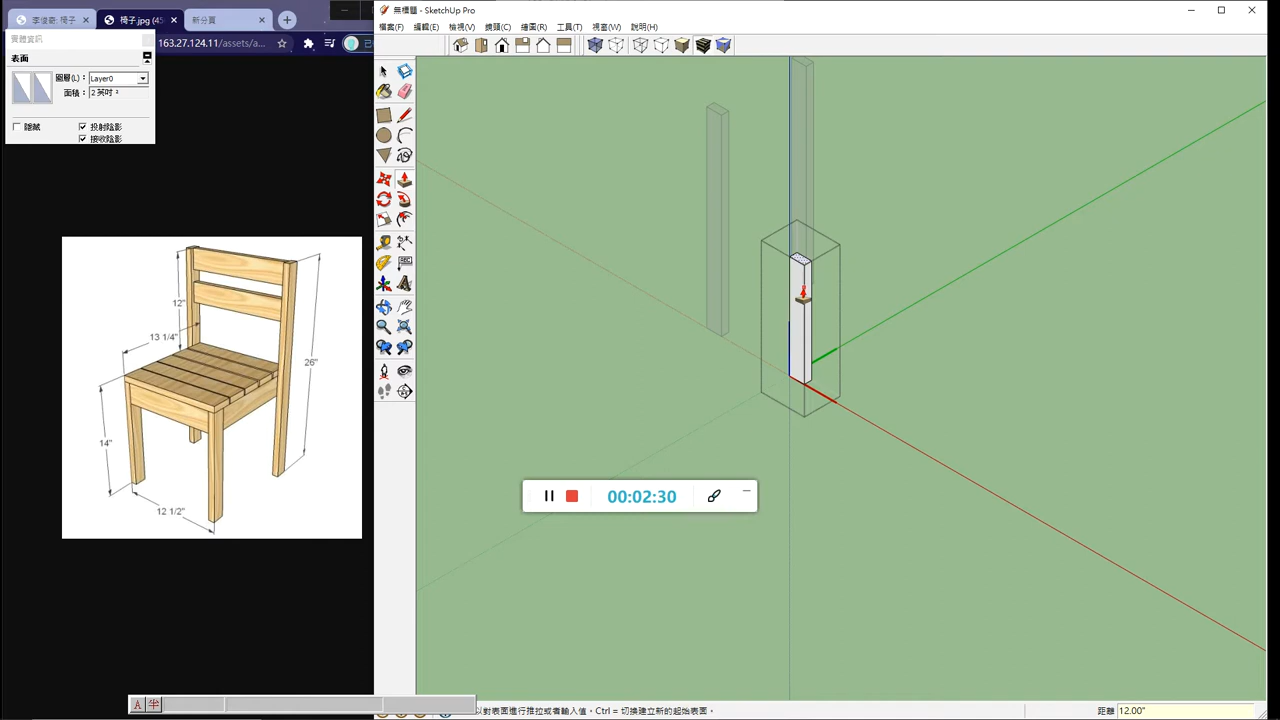 李俊毅: 椅子
椅子.jpg (45
新分頁
163.27.124.11/assets/a...
實體資訊
表面
圖層(L): Layer0
面積: 2 英吋²
隱藏
投射陰影
接收陰影
無標題 - SketchUp Pro
檔案(F) 編輯(E) 檢視(V) 鏡頭(C) 繪圖(R) 工具(T) 視窗(W) 說明(H)
12"
13 1/4"
26"
14"
12 1/2"
00:02:30
A 半
以對表面進行推拉或者輸入值。Ctrl = 切換建立新的起始表面。
距離 12.00"